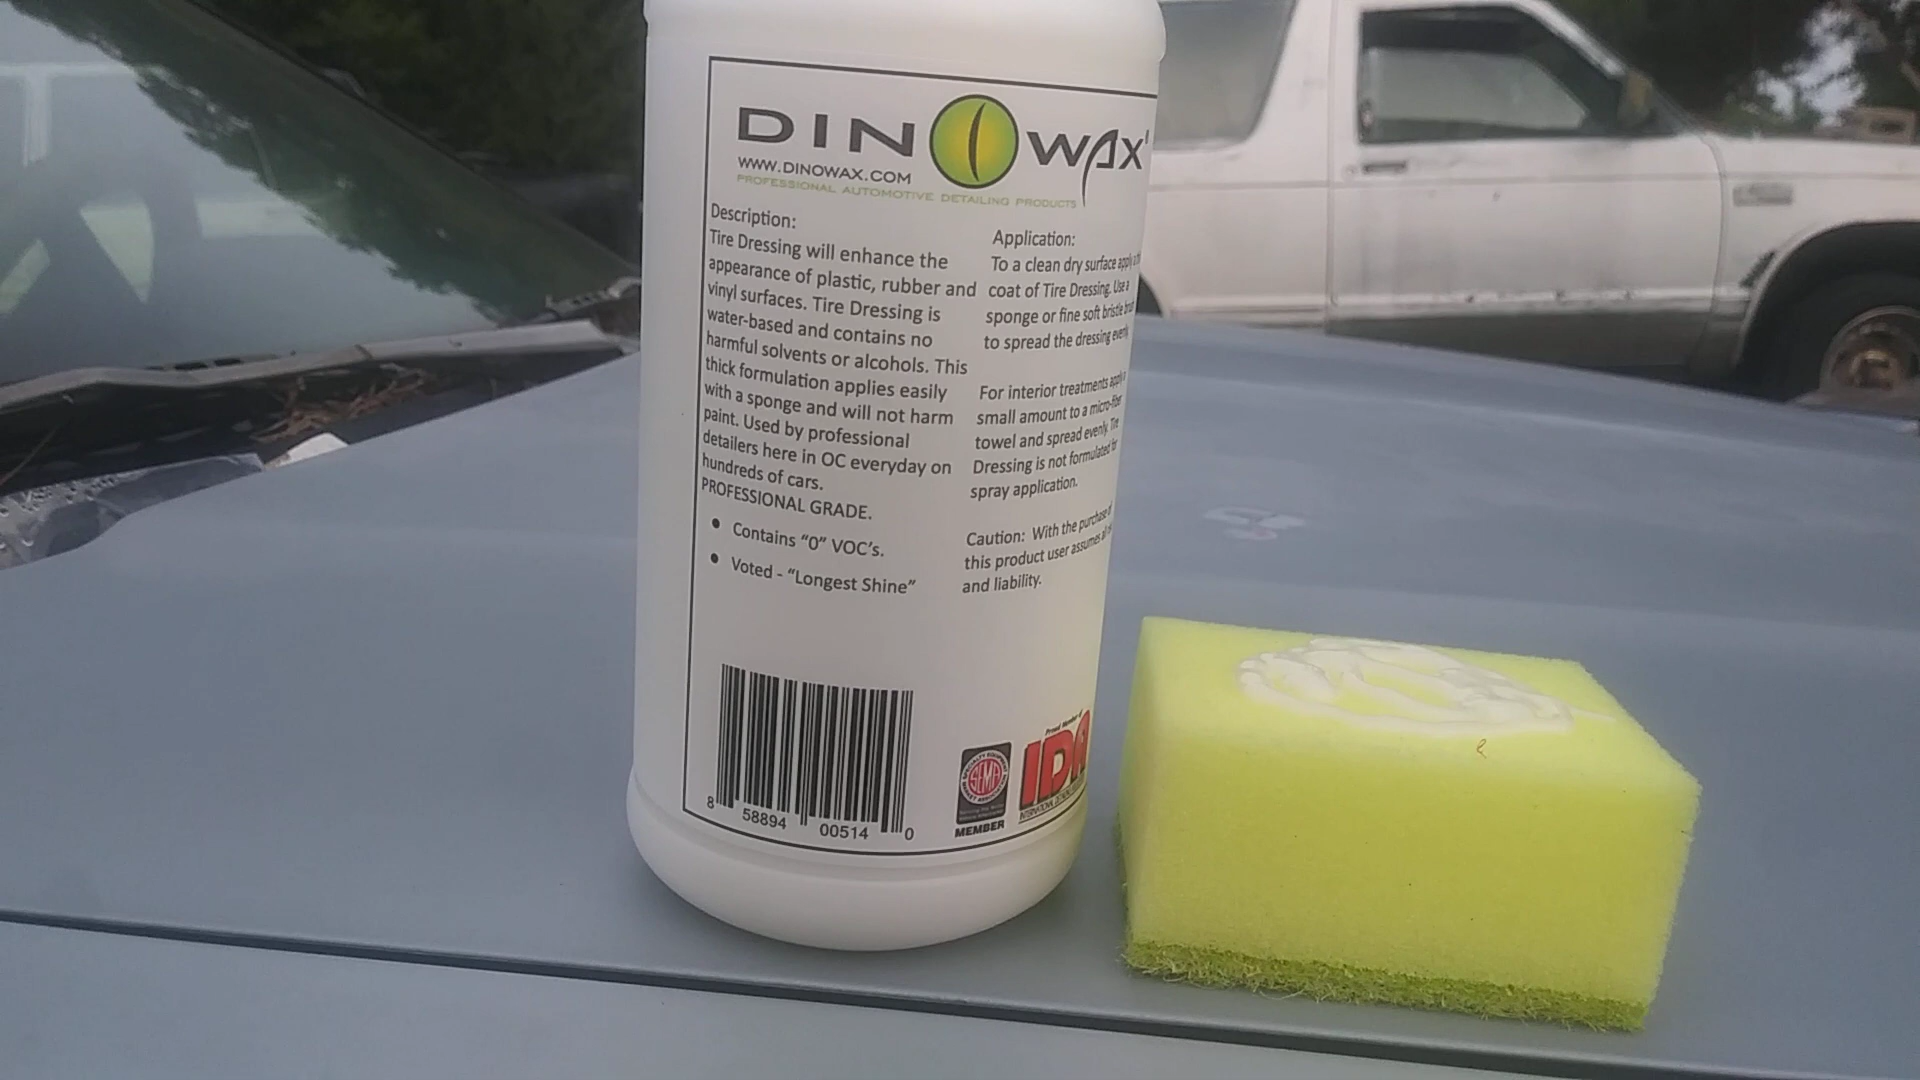 DINOWAX
WWW.DINOWAX.COM
PROFESSIONAL AUTOMOTIVE DETAILING PRODUCTS
Description:
Tire Dressing will enhance the
appearance of plastic, rubber and
vinyl surfaces. Tire Dressing is
water-based and contains no
harmful solvents or alcohols. This
thick formulation applies easily
with a sponge and will not harm
paint. Used by professional
detailers here in OC everyday on
hundreds of cars.
PROFESSIONAL GRADE.
• Contains "0" VOC's.
• Voted - "Longest Shine"
Application:
To a clean dry surface apply
coat of Tire Dressing. Use a
sponge or fine soft bristle
to spread the dressing evenly
For interior treatments apply
small amount to a micro-fiber
towel and spread evenly. Tire
Dressing is not formulated for
spray application.
Caution: With the purchase of
this product user assumes
and liability.
8 58894 00514 0
SEMA
MEMBER
Proud Member of
IDA